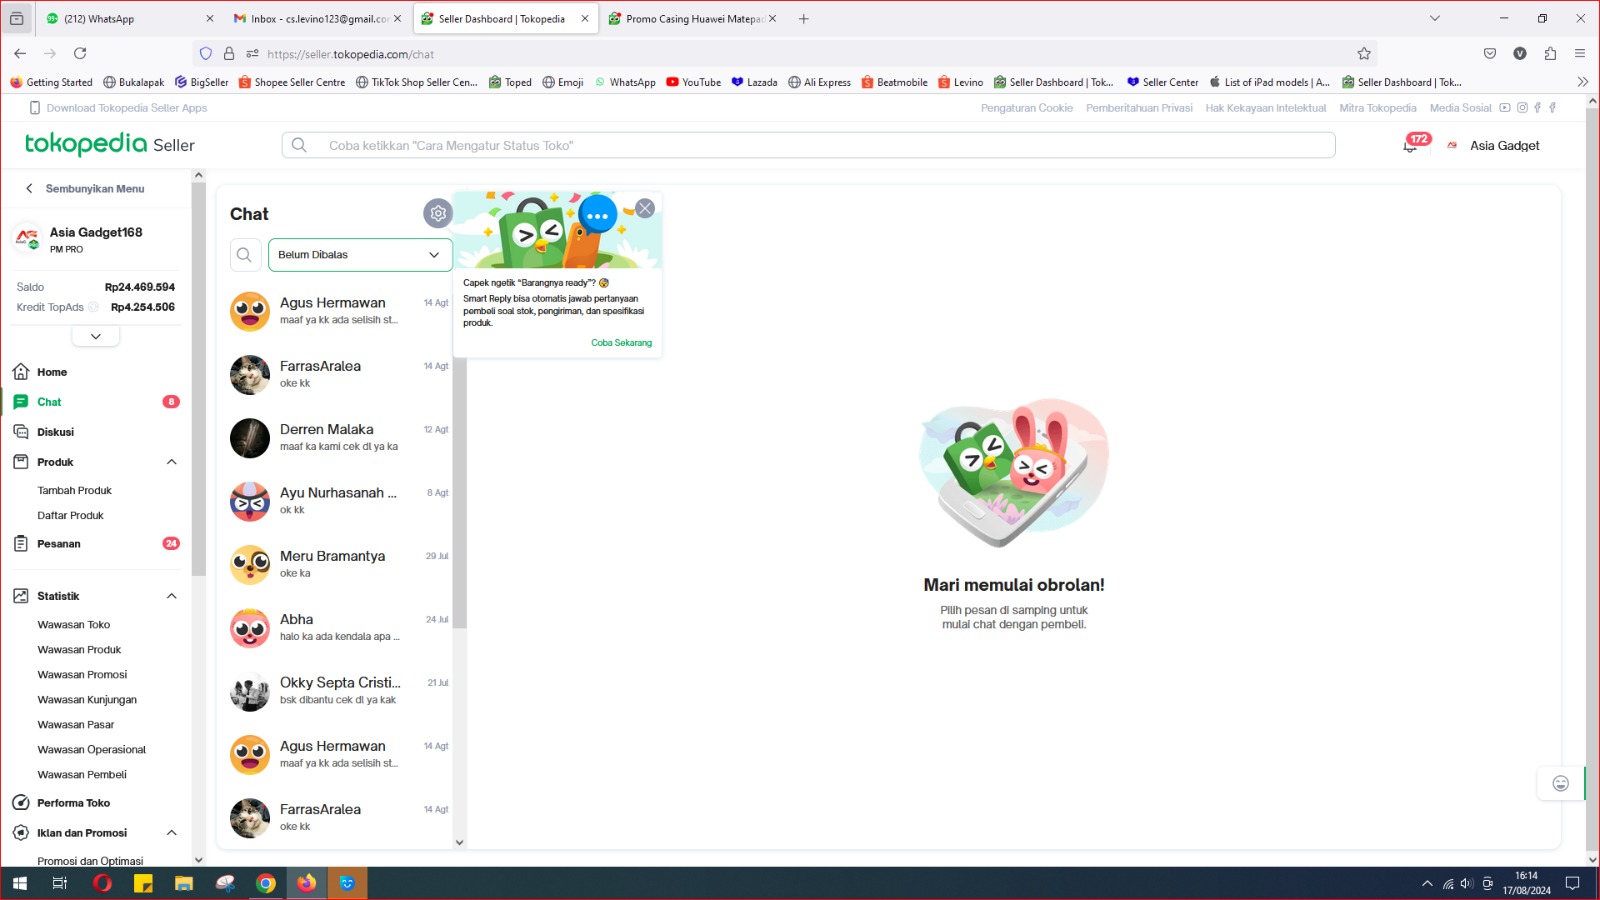 (212) WhatsApp
Inbox - cs.levino123@gmail.co
Seller Dashboard | Tokopedia
Promo Casing Huawei Matepad
https://seller.tokopedia.com/chat
Getting Started
Bukalapak
BigSeller
Shopee Seller Centre
TikTok Shop Seller Cen...
Toped
Emoji
WhatsApp
YouTube
Lazada
Ali Express
Beatmobile
Levino
Seller Dashboard | Tok...
Seller Center
List of iPad models | A...
Seller Dashboard | Tok...
Download Tokopedia Seller Apps
Pengaturan Cookie
Pemberitahuan Privasi
Hak Kekayaan Intelektual
Mitra Tokopedia
Media Sosial
tokopedia Seller
Coba ketikkan "Cara Mengatur Status Toko"
172
Asia Gadget
Sembunyikan Menu
Asia Gadget168
PM PRO
Saldo Rp24.469.594
Kredit TopAds Rp4.254.506
Home
Chat 8
Diskusi
Produk
Tambah Produk
Daftar Produk
Pesanan 24
Statistik
Wawasan Toko
Wawasan Produk
Wawasan Promosi
Wawasan Kunjungan
Wawasan Pasar
Wawasan Operasional
Wawasan Pembeli
Performa Toko
Iklan dan Promosi
Promosi dan Optimasi
Chat
Belum Dibalas
Agus Hermawan 14 Agt
maaf ya kk ada selisih st...
FarrasAralea 14 Agt
oke kk
Derren Malaka 12 Agt
maaf ka kami cek dl ya ka
Ayu Nurhasanah ... 8 Agt
ok kk
Meru Bramantya 29 Jul
oke ka
Abha 24 Jul
halo ka ada kendala apa ...
Okky Septa Cristi... 21 Jul
bsk dibantu cek dl ya kak
Agus Hermawan 14 Agt
maaf ya kk ada selisih st...
FarrasAralea 14 Agt
oke kk
Capek ngetik “Barangnya ready”? 🤯
Smart Reply bisa otomatis jawab pertanyaan
pembeli soal stok, pengiriman, dan spesifikasi
produk.
Coba Sekarang
Mari memulai obrolan!
Pilih pesan di samping untuk
mulai chat dengan pembeli.
16:14
17/08/2024